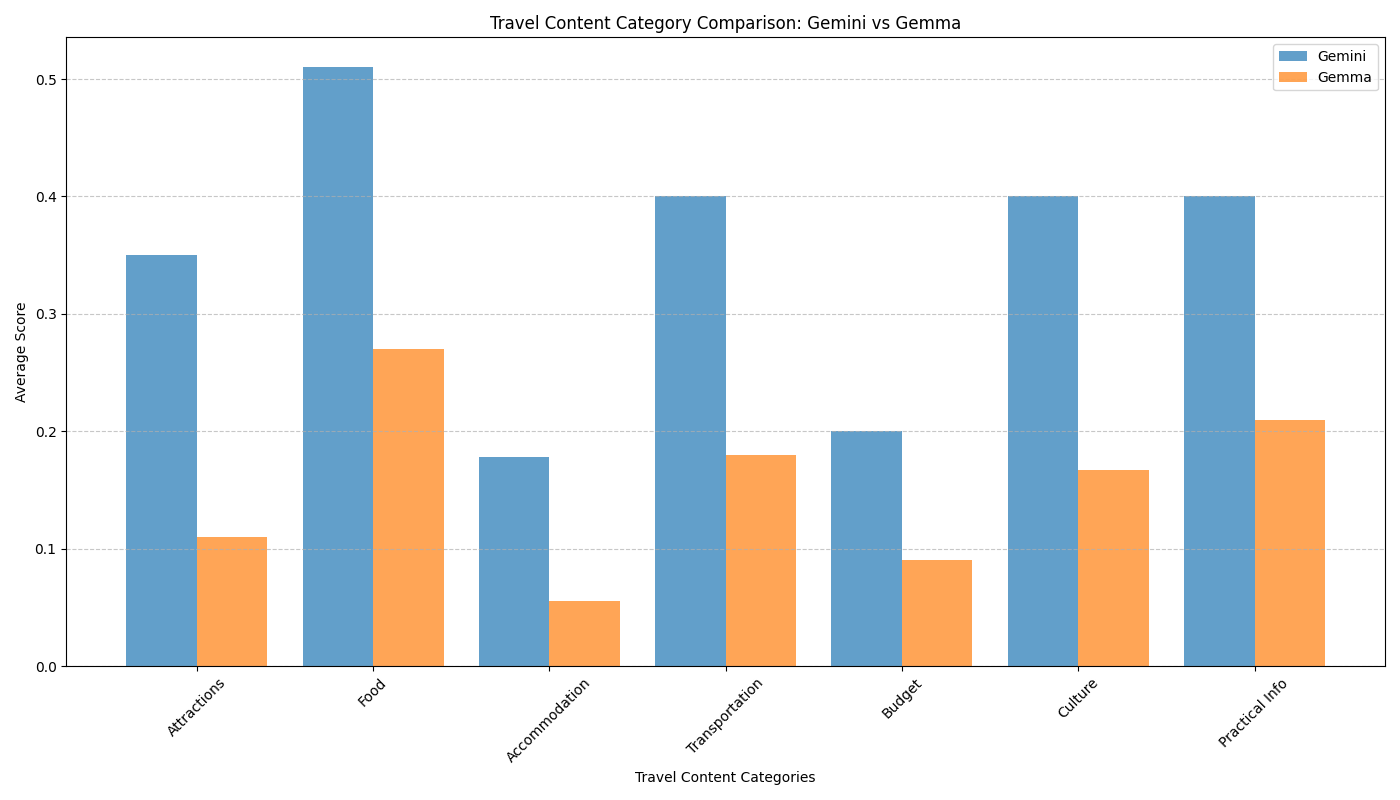 Travel Content Category Comparison: Gemini vs Gemma
Gemini
Gemma
Average Score
0.5
0.4
0.3
0.2
0.1
0.0
Attractions
Food
Accommodation
Transportation
Budget
Culture
Practical Info
Travel Content Categories